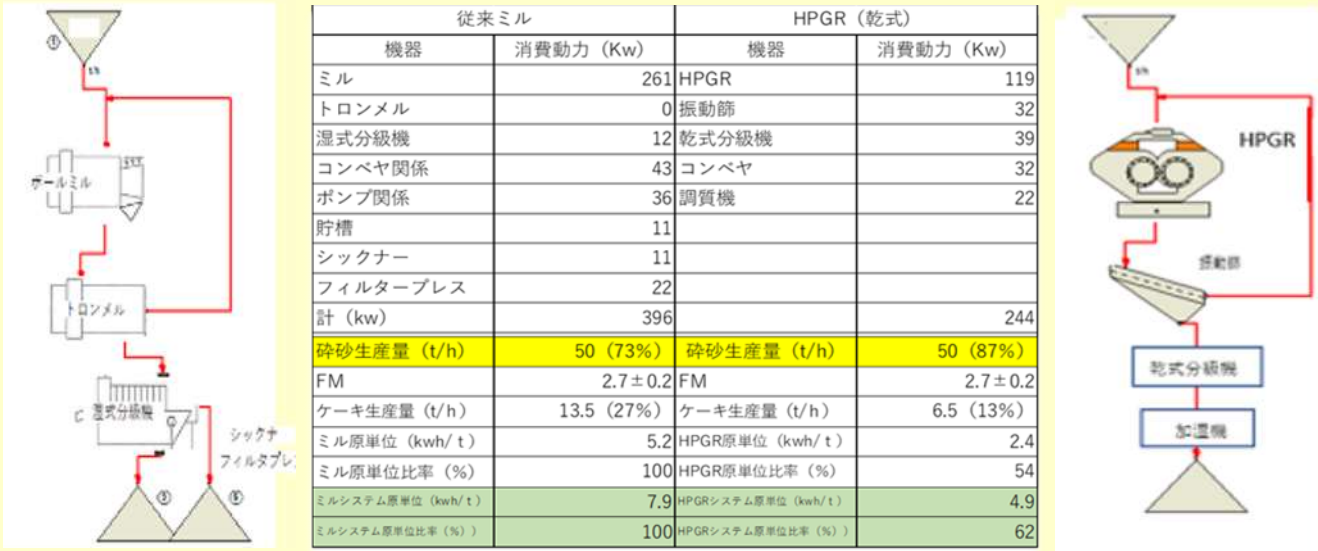 ①
t/h
ボールミル
トロンメル
C 湿式分級機
シックナ
フィルタプレ
③
従来ミル HPGR（乾式）
機器 消費動力（Kw） 機器 消費動力（Kw）
ミル 261 HPGR 119
トロンメル 0 振動篩 32
湿式分級機 12 乾式分級機 39
コンベヤ関係 43 コンベヤ 32
ポンプ関係 36 調質機 22
貯槽 11
シックナー 11
フィルタープレス 22
計（kw） 396 244
砕砂生産量（t/h） 50（73%） 砕砂生産量（t/h） 50（87%）
FM 2.7±0.2 FM 2.7±0.2
ケーキ生産量（t/h） 13.5（27%） ケーキ生産量（t/h） 6.5（13%）
ミル原単位（kwh/ｔ） 5.2 HPGR原単位（kwh/ｔ） 2.4
ミル原単位比率（%） 100 HPGR原単位比率（%） 54
ミルシステム原単位（kwh/ｔ） 7.9 HPGRシステム原単位（kwh/ｔ） 4.9
ミルシステム原単位比率（%）） 100 HPGRシステム原単位比率（%）） 62
t/h
HPGR
振動篩
乾式分級機
加湿機